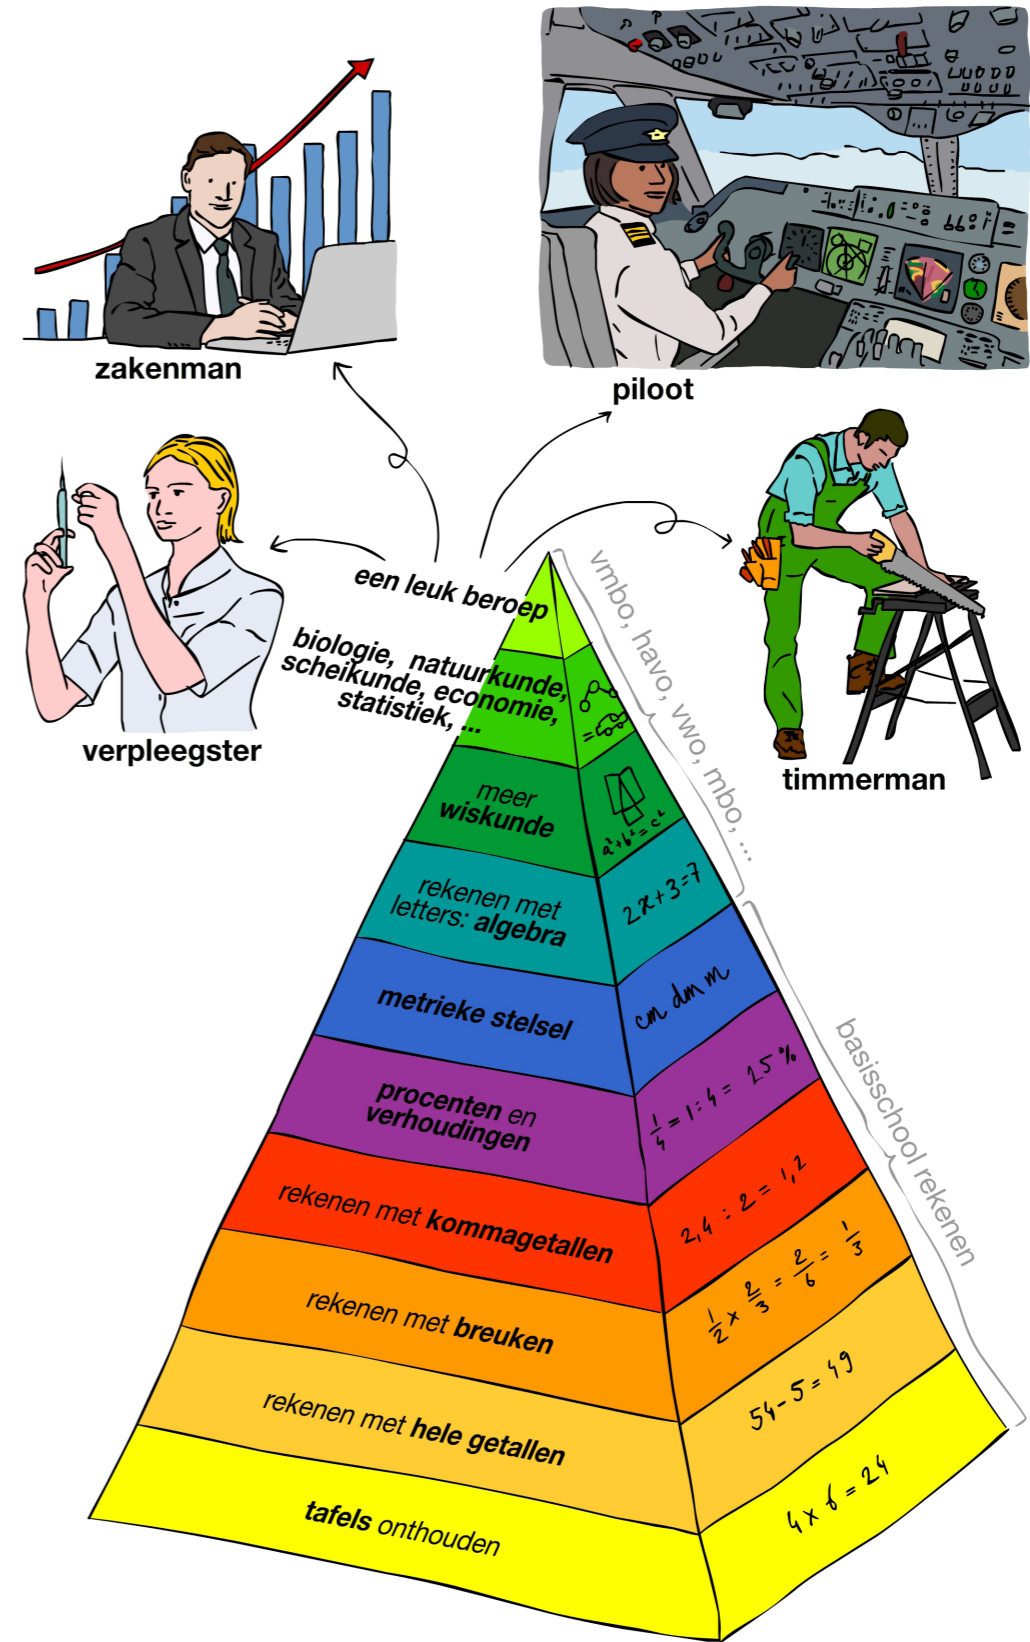 zakenman
piloot
verpleegster
timmerman
een leuk beroep
biologie, natuurkunde,
scheikunde, economie,
statistiek, ...
meer
wiskunde
a²+b²=c²
rekenen met
letters: algebra
2x+3=7
metrieke stelsel
cm dm m
procenten en
verhoudingen
1/4 = 1:4 = 25%
rekenen met kommagetallen
2,4 : 2 = 1,2
rekenen met breuken
1/2 x 2/3 = 2/6 = 1/3
rekenen met hele getallen
54-5=49
tafels onthouden
4x6=24
vmbo, havo, vwo, mbo, ...
basisschool rekenen